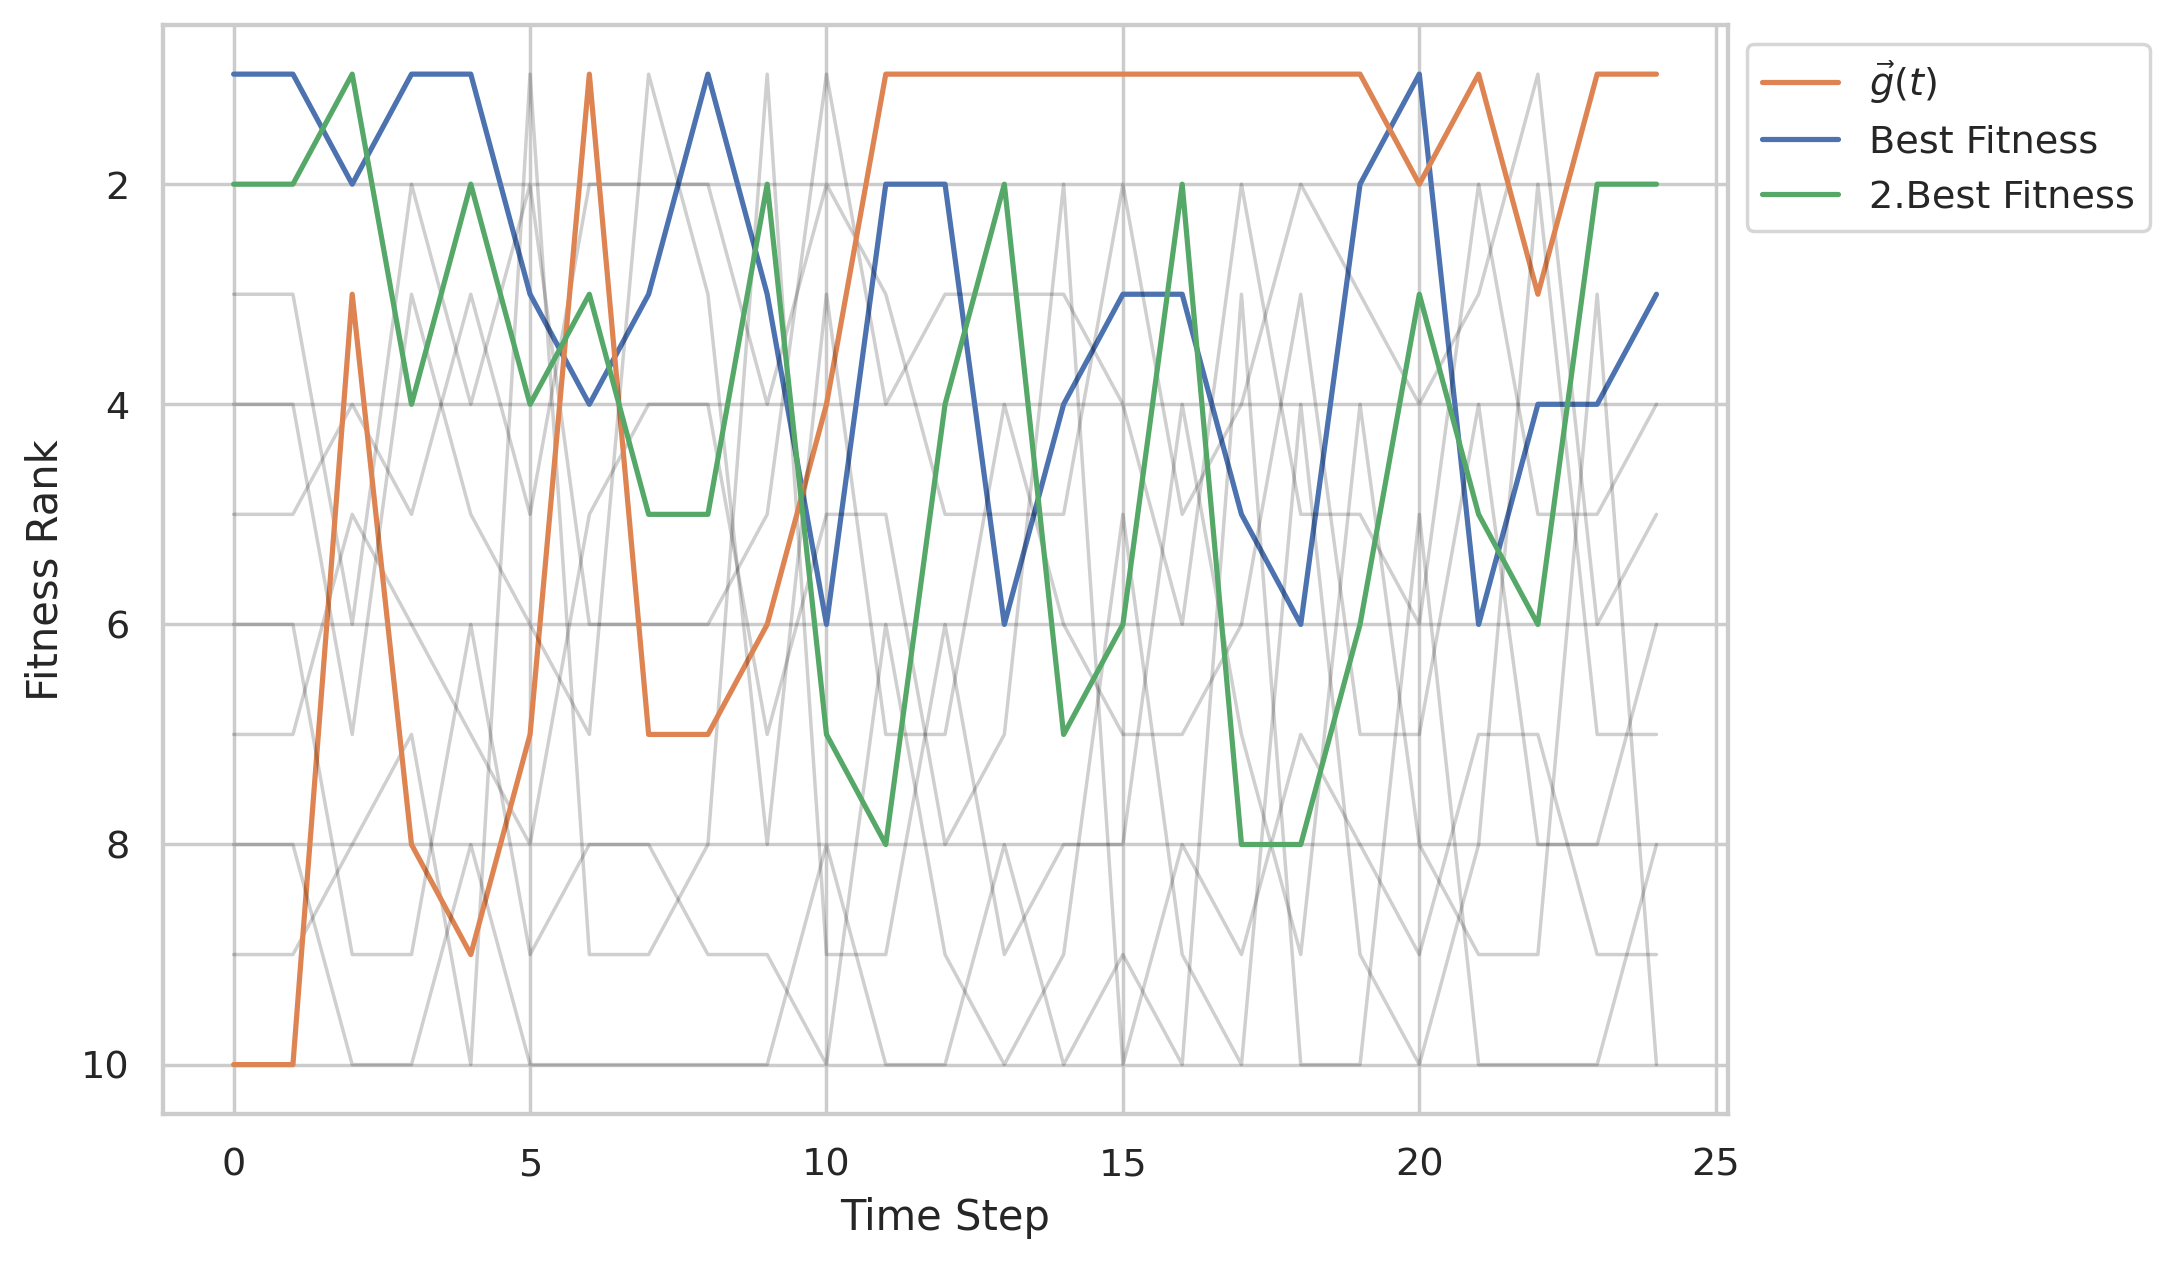 g⃗(t)
Best Fitness
2.Best Fitness
Fitness Rank
2
4
6
8
10
0 5 10 15 20 25
Time Step